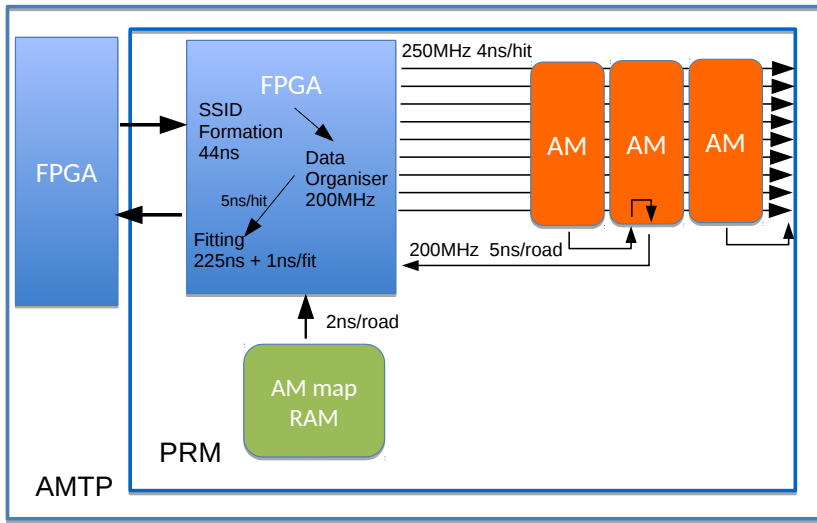 250MHz 4ns/hit
FPGA
SSID
Formation
44ns
Data
Organiser
200MHz
5ns/hit
Fitting
225ns + 1ns/fit
FPGA
AM
AM
AM
200MHz  5ns/road
2ns/road
AM map
RAM
PRM
AMTP